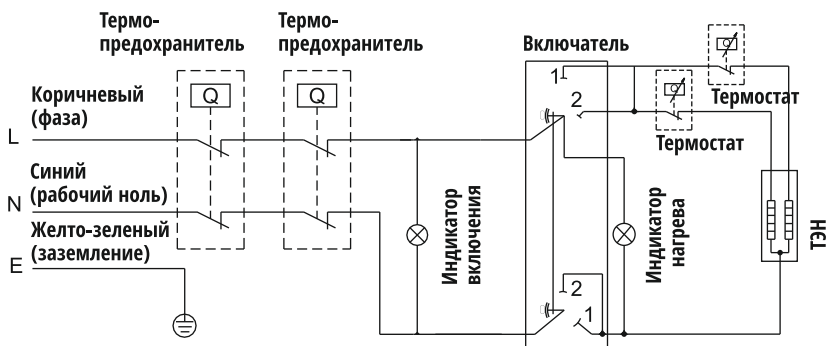 Термо-
предохранитель
Термо-
предохранитель
Включатель
Q
Q
1
2
Q
Термостат
Q
Термостат
Коричневый
(фаза)
L
Синий
(рабочий ноль)
N
Желто-зеленый
(заземление)
E
Индикатор
включения
Индикатор
нагрева
ТЭН
2
1